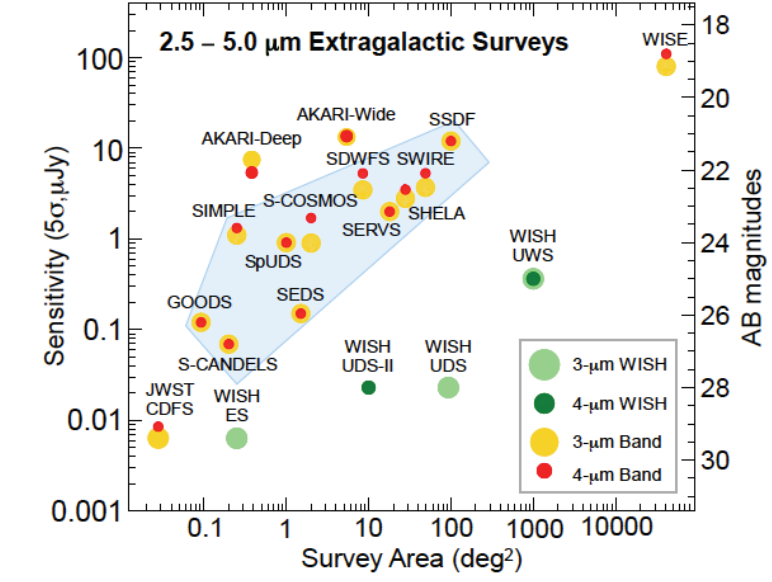 2.5 – 5.0 μm Extragalactic Surveys
WISE
AKARI-Wide
SSDF
AKARI-Deep
SDWFS SWIRE
S-COSMOS
SIMPLE
SHELA
SERVS
SpUDS
WISH
UWS
SEDS
GOODS
S-CANDELS
WISH
UDS-II
WISH
UDS
JWST
CDFS
WISH
ES
3-μm WISH
4-μm WISH
3-μm Band
4-μm Band
100
10
1
0.1
0.01
0.001
Sensitivity (5σ,μJy)
18
20
22
24
26
28
30
AB magnitudes
0.1 1 10 100 1000 10000
Survey Area (deg²)